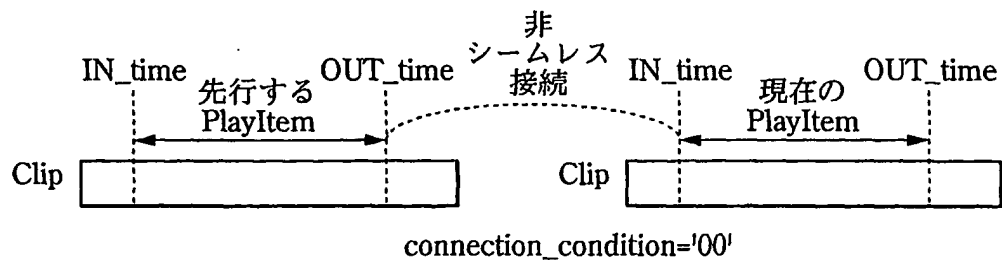 非
シームレス
接続
IN_time
OUT_time
IN_time
OUT_time
先行する
PlayItem
現在の
PlayItem
Clip
Clip
connection_condition='00'